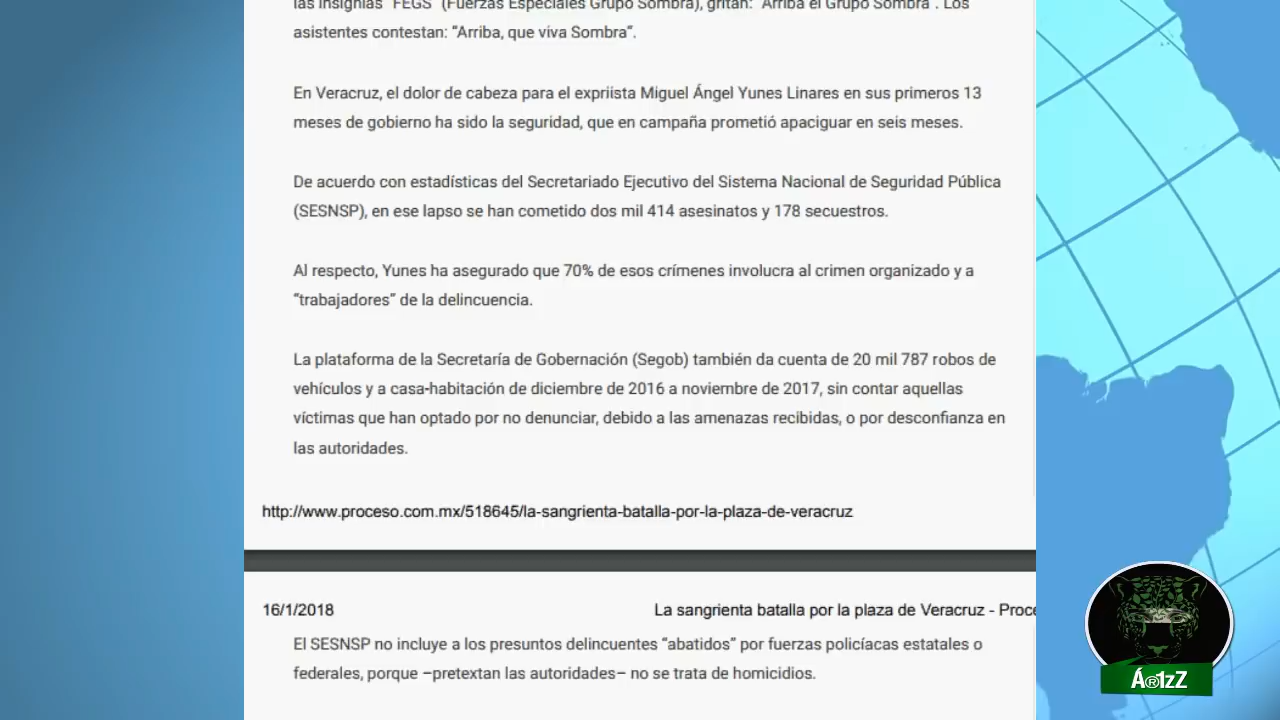 las insignias "FEGS" (Fuerzas Especiales Grupo Sombra), gritan: "Arriba el Grupo Sombra". Los
asistentes contestan: “Arriba, que viva Sombra”.
En Veracruz, el dolor de cabeza para el expriista Miguel Ángel Yunes Linares en sus primeros 13
meses de gobierno ha sido la seguridad, que en campaña prometió apaciguar en seis meses.
De acuerdo con estadísticas del Secretariado Ejecutivo del Sistema Nacional de Seguridad Pública
(SESNSP), en ese lapso se han cometido dos mil 414 asesinatos y 178 secuestros.
Al respecto, Yunes ha asegurado que 70% de esos crímenes involucra al crimen organizado y a
“trabajadores” de la delincuencia.
La plataforma de la Secretaría de Gobernación (Segob) también da cuenta de 20 mil 787 robos de
vehículos y a casa-habitación de diciembre de 2016 a noviembre de 2017, sin contar aquellas
víctimas que han optado por no denunciar, debido a las amenazas recibidas, o por desconfianza en
las autoridades.
http://www.proceso.com.mx/518645/la-sangrienta-batalla-por-la-plaza-de-veracruz
16/1/2018 La sangrienta batalla por la plaza de Veracruz - Proce
El SESNSP no incluye a los presuntos delincuentes “abatidos” por fuerzas policíacas estatales o
federales, porque –pretextan las autoridades– no se trata de homicidios.
Á®1zZ